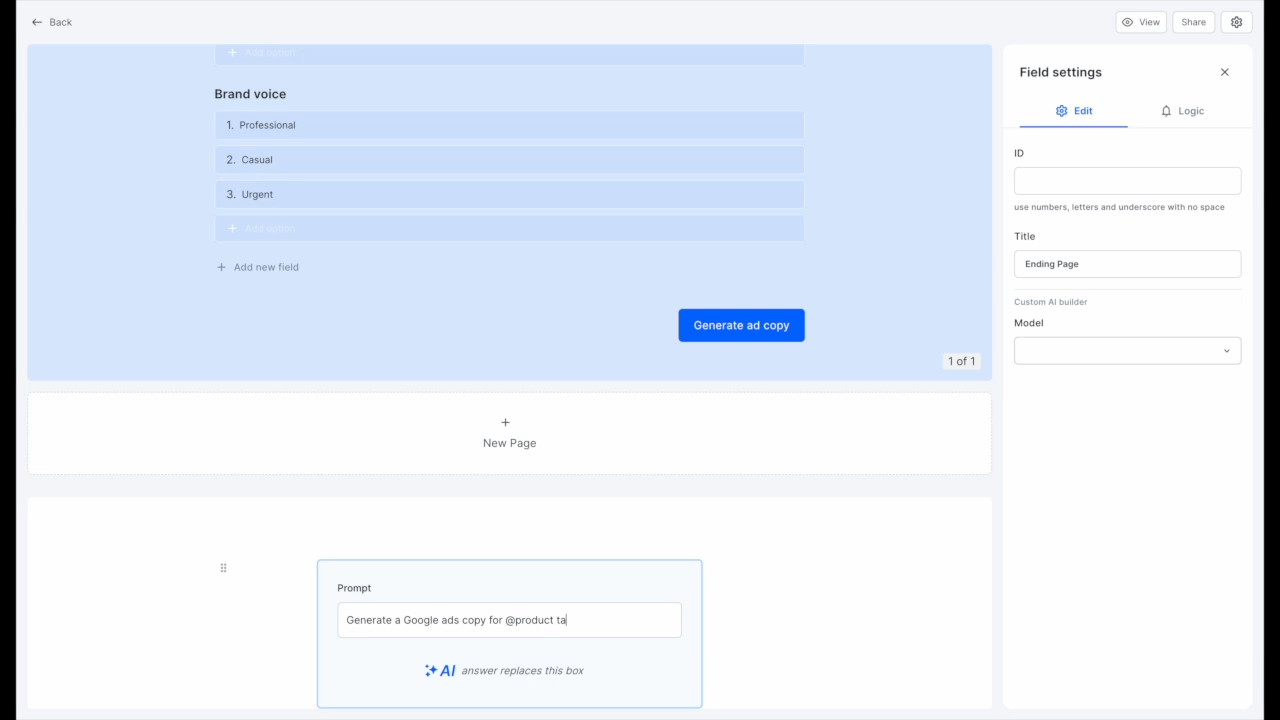 Back
View
Share
Add option
Brand voice
1. Professional
2. Casual
3. Urgent
Add option
Add new field
Generate ad copy
1 of 1
New Page
Prompt
Generate a Google ads copy for @product ta
AI answer replaces this box
Field settings
Edit
Logic
ID
use numbers, letters and underscore with no space
Title
Ending Page
Custom AI builder
Model